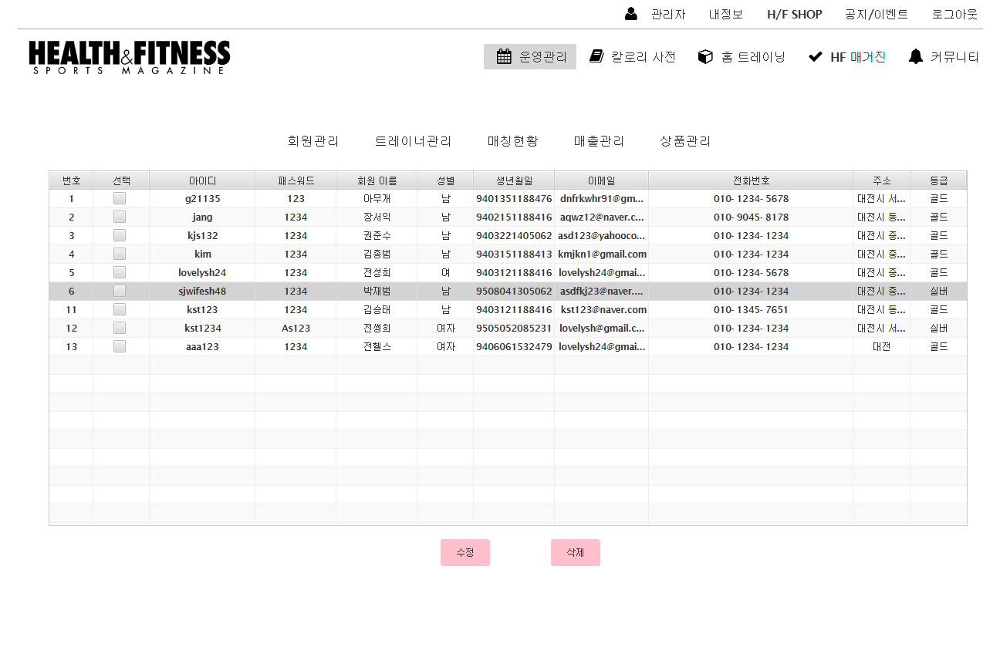 관리자 내정보 H/F SHOP 공지/이벤트 로그아웃
HEALTH&FITNESS
SPORTS MAGAZINE
운영관리 칼로리 사전 홈 트레이닝 HF 매거진 커뮤니티
회원관리 트레이너관리 매칭현황 매출관리 상품관리
번호 선택 아이디 패스워드 회원 이름 성별 생년월일 이메일 전화번호 주소 등급
1 g21135 123 아무개 남 9401351188476 dnfrkwhr91@gm... 010- 1234- 5678 대전시 서... 골드
2 jang 1234 장서익 남 9402151188416 aqwz12@naver.c... 010- 9045- 8178 대전시 동... 골드
3 kjs132 1234 권준수 남 9403221405062 asd123@yahooco... 010- 1234- 1234 대전시 중... 골드
4 kim 1234 김종범 남 9403151188413 kmjkn1@gmail.com 010- 1234- 1234 대전시 중... 골드
5 lovelysh24 1234 전성희 여 9403121188416 lovelysh24@gmai... 010- 1234- 5678 대전시 중... 골드
6 sjwifesh48 1234 박재범 남 9508041305062 asdfkj23@naver.... 010- 1234- 1234 대전시 중... 실버
11 kst123 1234 김승태 남 9403121188416 kst123@naver.com 010- 1345- 7651 대전시 동... 골드
12 kst1234 As123 전생희 여자 9505052085231 lovelysh@gmail.c... 010- 1234- 1234 대전시 서... 실버
13 aaa123 1234 전헬스 여자 9406061532479 lovelysh24@gmai... 010- 1234- 1234 대전 골드
수정 삭제